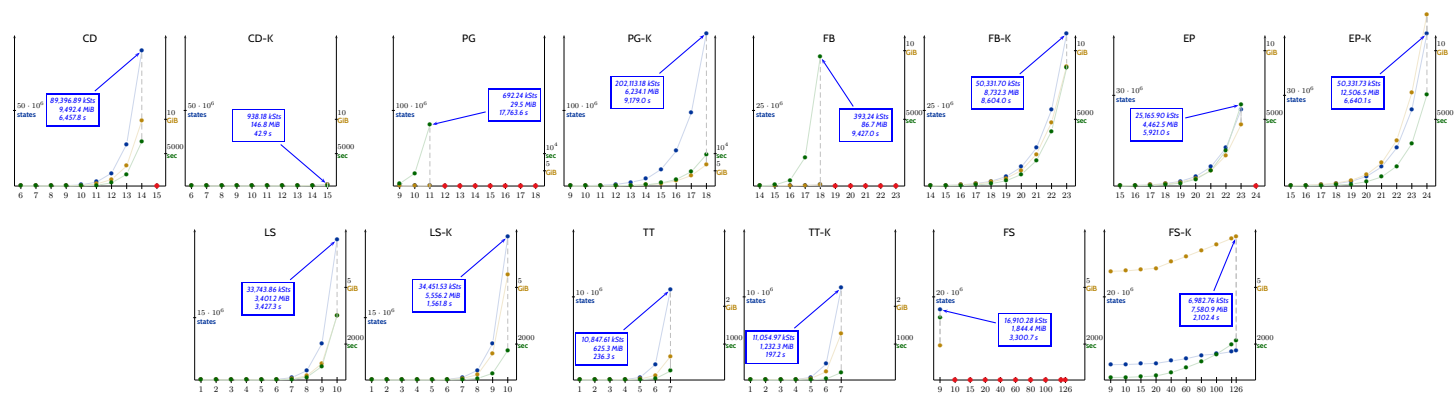 CD
50 · 10⁶
states
89,396.89 kSts
9,492.4 MiB
6,457.8 s
10
GiB
5000
sec
6 7 8 9 10 11 12 13 14 15
CD-K
50 · 10⁶
states
938.18 kSts
146.8 MiB
42.9 s
10
GiB
5000
sec
6 7 8 9 10 11 12 13 14 15
PG
100 · 10⁶
states
692.24 kSts
29.5 MiB
17,763.6 s
10⁴
sec
5
GiB
9 10 11 12 13 14 15 16 17 18
PG-K
100 · 10⁶
states
202,113.18 kSts
6,234.1 MiB
9,179.0 s
10⁴
sec
5
GiB
9 10 11 12 13 14 15 16 17 18
FB
25 · 10⁶
states
393.24 kSts
86.7 MiB
9,427.0 s
10
GiB
5000
sec
14 15 16 17 18 19 20 21 22 23
FB-K
25 · 10⁶
states
50,331.70 kSts
8,732.3 MiB
8,604.0 s
10
GiB
5000
sec
14 15 16 17 18 19 20 21 22 23
EP
30 · 10⁶
states
25,165.90 kSts
4,462.5 MiB
5,921.0 s
10
GiB
5000
sec
15 16 17 18 19 20 21 22 23 24
EP-K
30 · 10⁶
states
50,331.73 kSts
12,506.5 MiB
6,640.1 s
10
GiB
5000
sec
15 16 17 18 19 20 21 22 23 24
LS
15 · 10⁶
states
33,743.86 kSts
3,401.2 MiB
3,427.3 s
5
GiB
2000
sec
1 2 3 4 5 6 7 8 9 10
LS-K
15 · 10⁶
states
34,451.53 kSts
5,556.2 MiB
1,561.8 s
5
GiB
2000
sec
1 2 3 4 5 6 7 8 9 10
TT
10 · 10⁶
states
10,847.61 kSts
625.3 MiB
236.3 s
2
GiB
1000
sec
1 2 3 4 5 6 7
TT-K
10 · 10⁶
states
11,054.97 kSts
1,232.3 MiB
197.2 s
2
GiB
1000
sec
1 2 3 4 5 6 7
FS
20 · 10⁶
states
16,910.28 kSts
1,844.4 MiB
3,300.7 s
5
GiB
2000
sec
9 10 15 20 40 60 80 100 126
FS-K
20 · 10⁶
states
6,982.76 kSts
7,580.9 MiB
2,102.4 s
5
GiB
2000
sec
9 10 15 20 40 60 80 100 126